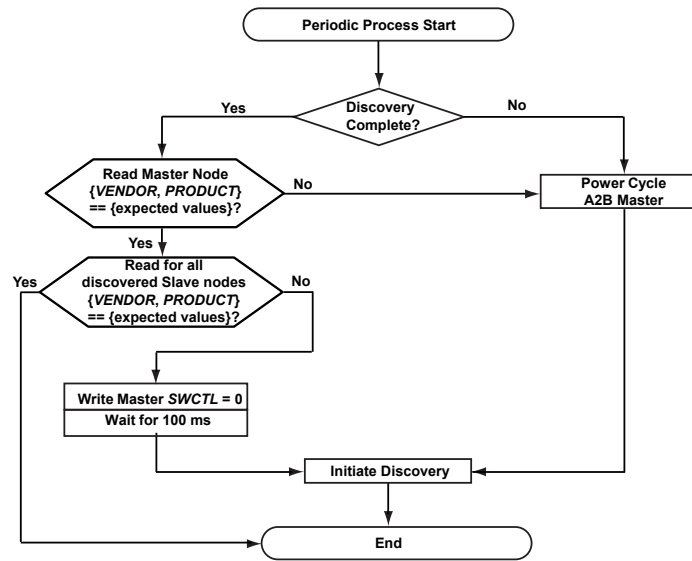 Periodic Process Start
Yes
Discovery
Complete?
No
Read Master Node
{VENDOR, PRODUCT}
== {expected values}?
No
Power Cycle
A2B Master
Yes
Yes
Read for all
discovered Slave nodes
{VENDOR, PRODUCT}
== {expected values}?
No
Write Master SWCTL = 0
Wait for 100 ms
Initiate Discovery
End